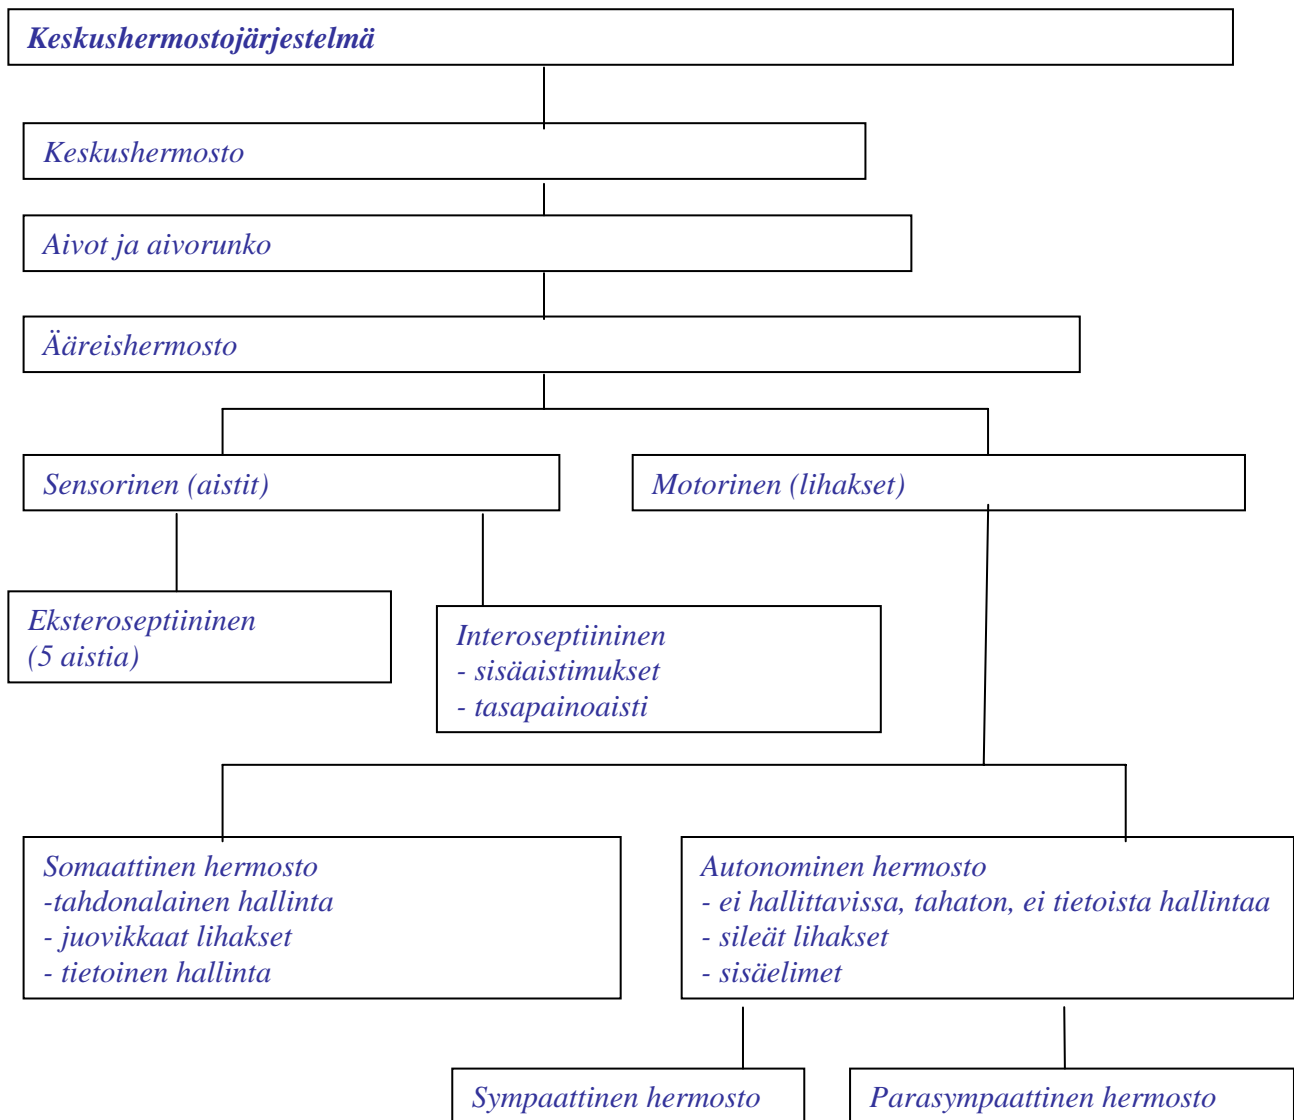 Keskushermostojärjestelmä
Keskushermosto
Aivot ja aivorunko
Ääreishermosto
Sensorinen (aistit)
Motorinen (lihakset)
Eksteroseptiininen
(5 aistia)
Interoseptiininen
- sisäaistimukset
- tasapainoaisti
Somaattinen hermosto
-tahdonalainen hallinta
- juovikkaat lihakset
- tietoinen hallinta
Autonominen hermosto
- ei hallittavissa, tahaton, ei tietoista hallintaa
- sileät lihakset
- sisäelimet
Sympaattinen hermosto
Parasympaattinen hermosto